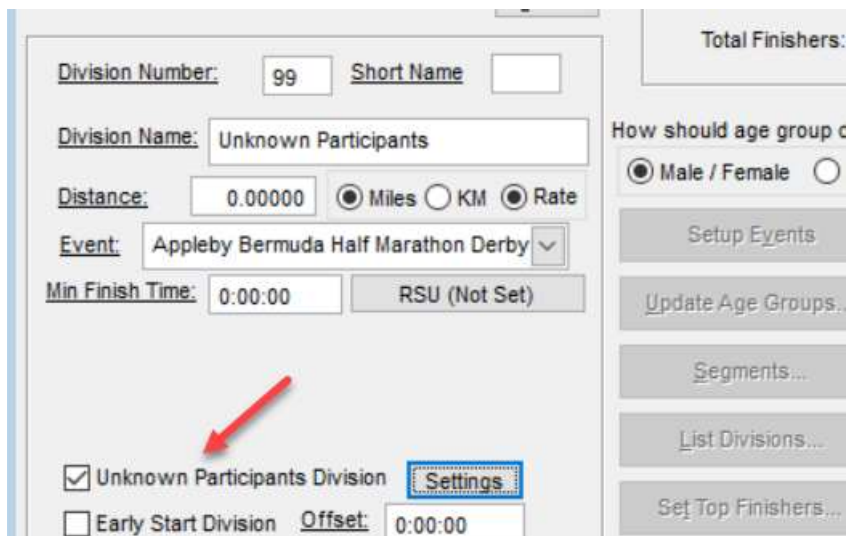 Total Finishers:
Division Number: 99 Short Name
Division Name: Unknown Participants
How should age group
Male / Female
Distance: 0.00000 Miles KM Rate
Setup Events
Event: Appleby Bermuda Half Marathon Derby
Min Finish Time: 0:00:00 RSU (Not Set)
Update Age Groups..
Segments...
List Divisions...
Unknown Participants Division Settings
Set Top Finishers...
Early Start Division Offset: 0:00:00